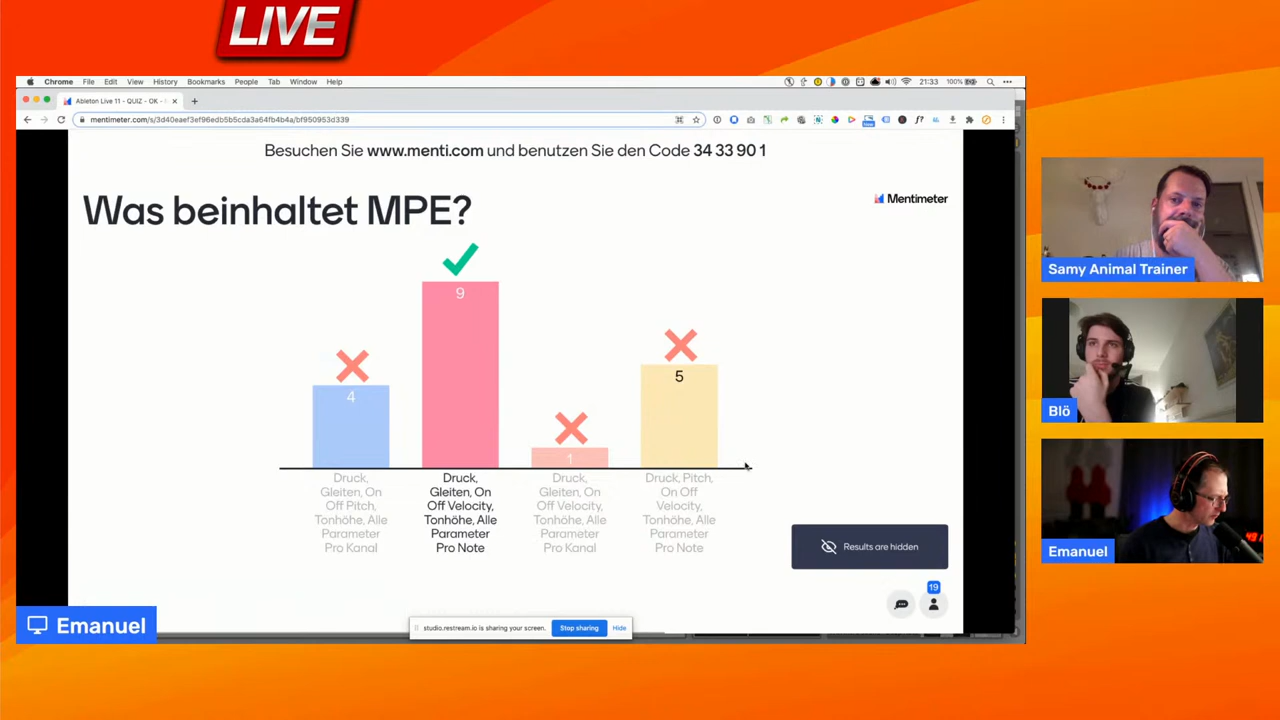 LIVE
Chrome File Edit View History Bookmarks People Tab Window Help
21:33 100%
Ableton Live 11 - QUIZ - OK -
mentimeter.com/s/3d40eaef3ef96edb5b5cda3a64fb4b4a/bf950953d339
Besuchen Sie www.menti.com und benutzen Sie den Code 34 33 90 1
Was beinhaltet MPE?
Mentimeter
4
9
1
5
Druck,
Gleiten, On
Off Pitch,
Tonhöhe, Alle
Parameter
Pro Kanal
Druck,
Gleiten, On
Off Velocity,
Tonhöhe, Alle
Parameter
Pro Note
Druck,
Gleiten, On
Off Velocity,
Tonhöhe, Alle
Parameter
Pro Kanal
Druck, Pitch,
On Off
Velocity,
Tonhöhe, Alle
Parameter
Pro Note
Results are hidden
19
studio.restream.io is sharing your screen. Stop sharing Hide
Emanuel
Samy Animal Trainer
Blö
Emanuel